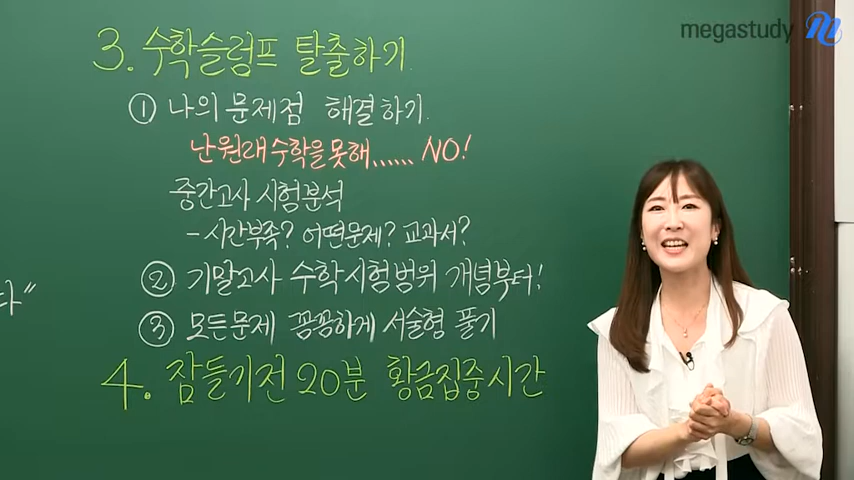 megastudy
3. 수학슬럼프 탈출하기
① 나의 문제점 해결하기.
난 원래 수학을 못해...... NO!
중간고사 시험분석
- 시간부족? 어떤문제? 교과서?
다"
② 기말고사 수학시험범위 개념부터!
③ 모든문제 꼼꼼하게 서술형 풀기
4. 잠들기전 20분 황금집중시간